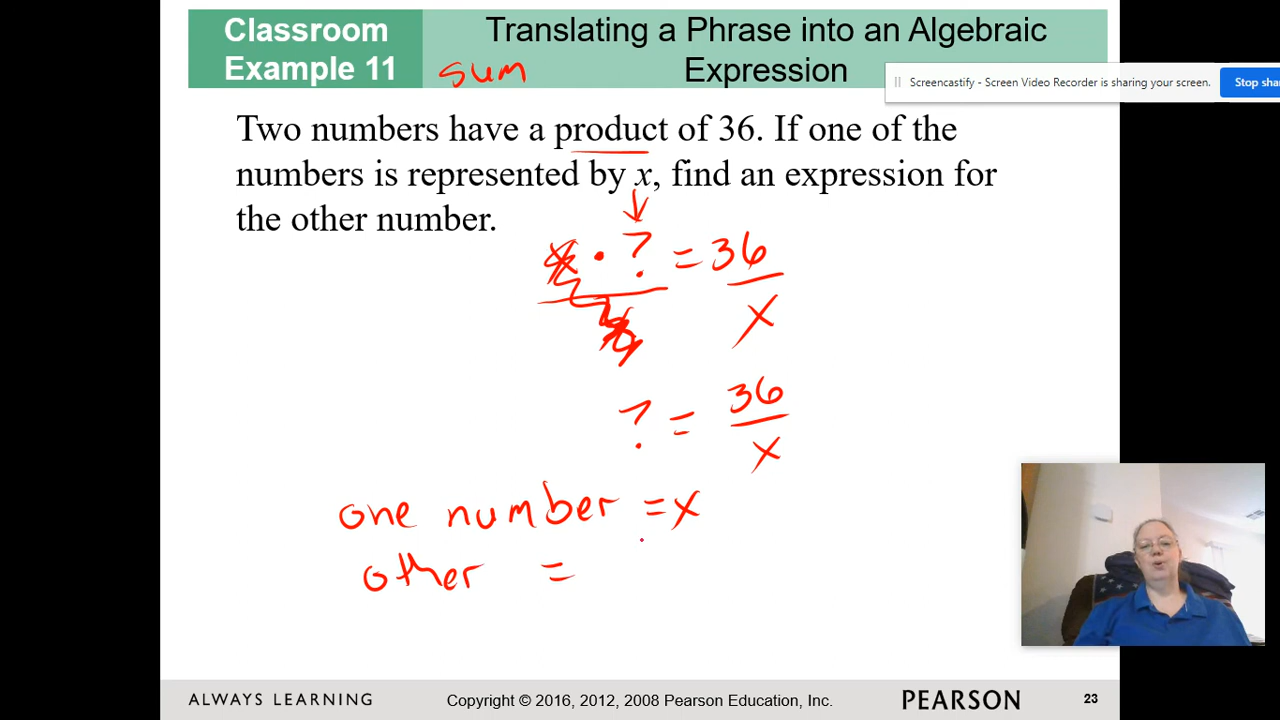 Classroom
Example 11
Translating a Phrase into an Algebraic
Expression
sum
Screencastify - Screen Video Recorder is sharing your screen.
Stop sha
Two numbers have a product of 36. If one of the
numbers is represented by x, find an expression for
the other number.
x · ? = 36
x x
? = 36
x
one number = x
other =
ALWAYS LEARNING
Copyright © 2016, 2012, 2008 Pearson Education, Inc.
PEARSON
23